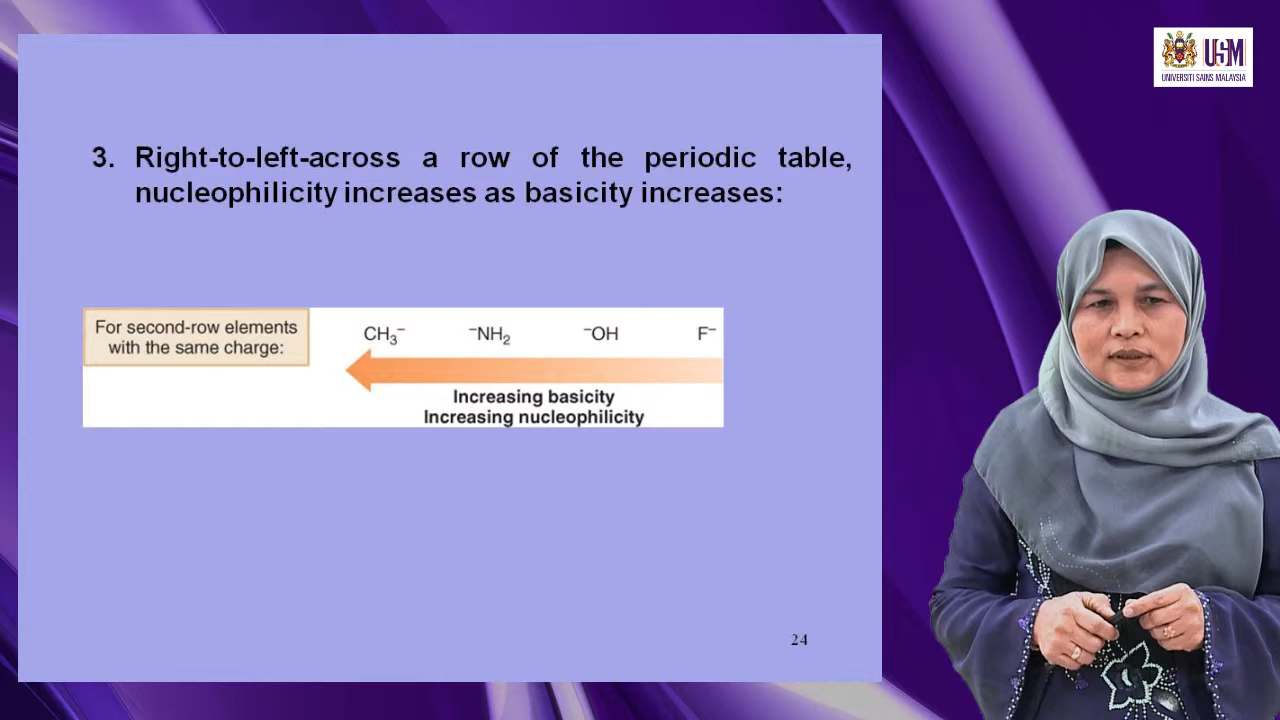 USM
UNIVERSITI SAINS MALAYSIA
3. Right-to-left-across a row of the periodic table,
nucleophilicity increases as basicity increases:
For second-row elements
with the same charge:
CH₃⁻ ⁻NH₂ ⁻OH F⁻
Increasing basicity
Increasing nucleophilicity
24